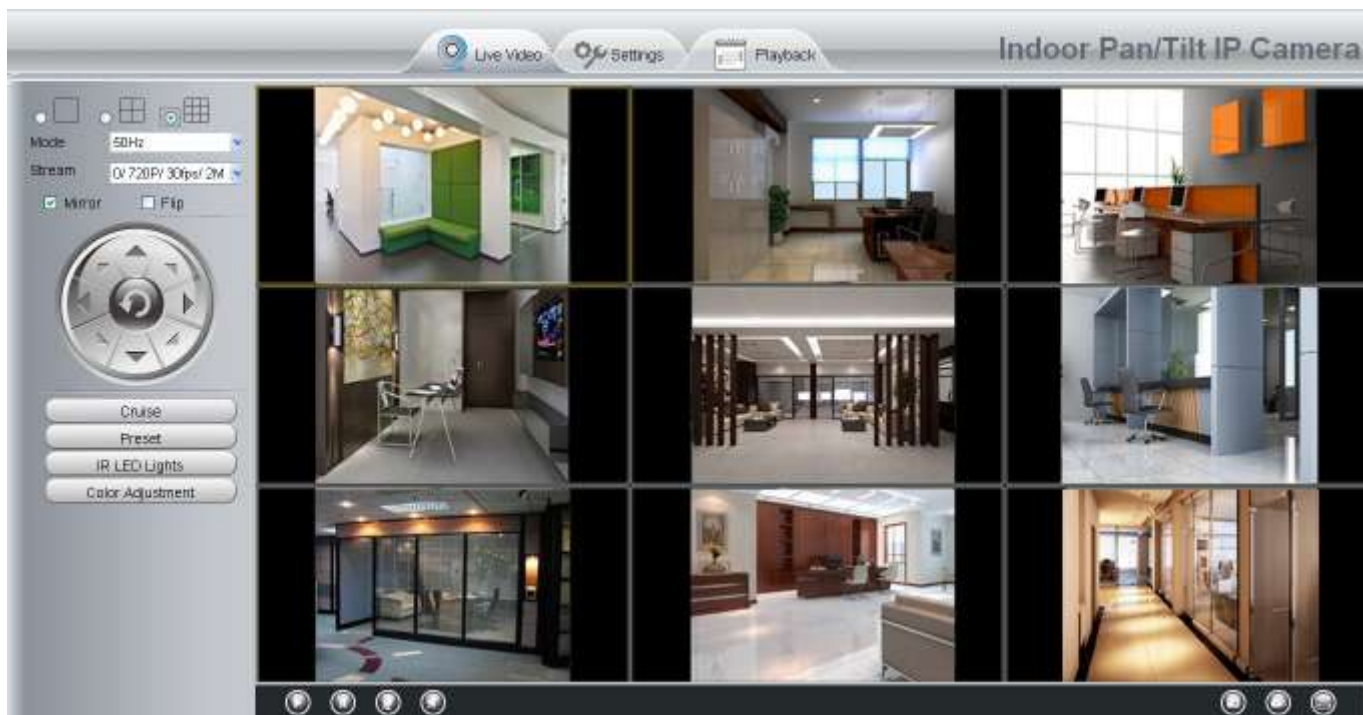 Live Video
Settings
Playback
Indoor Pan/Tilt IP Camera
Mode 50Hz
Stream 0/ 720P/ 30fps/ 2M
Mirror Flip
Cruise
Preset
IR LED Lights
Color Adjustment